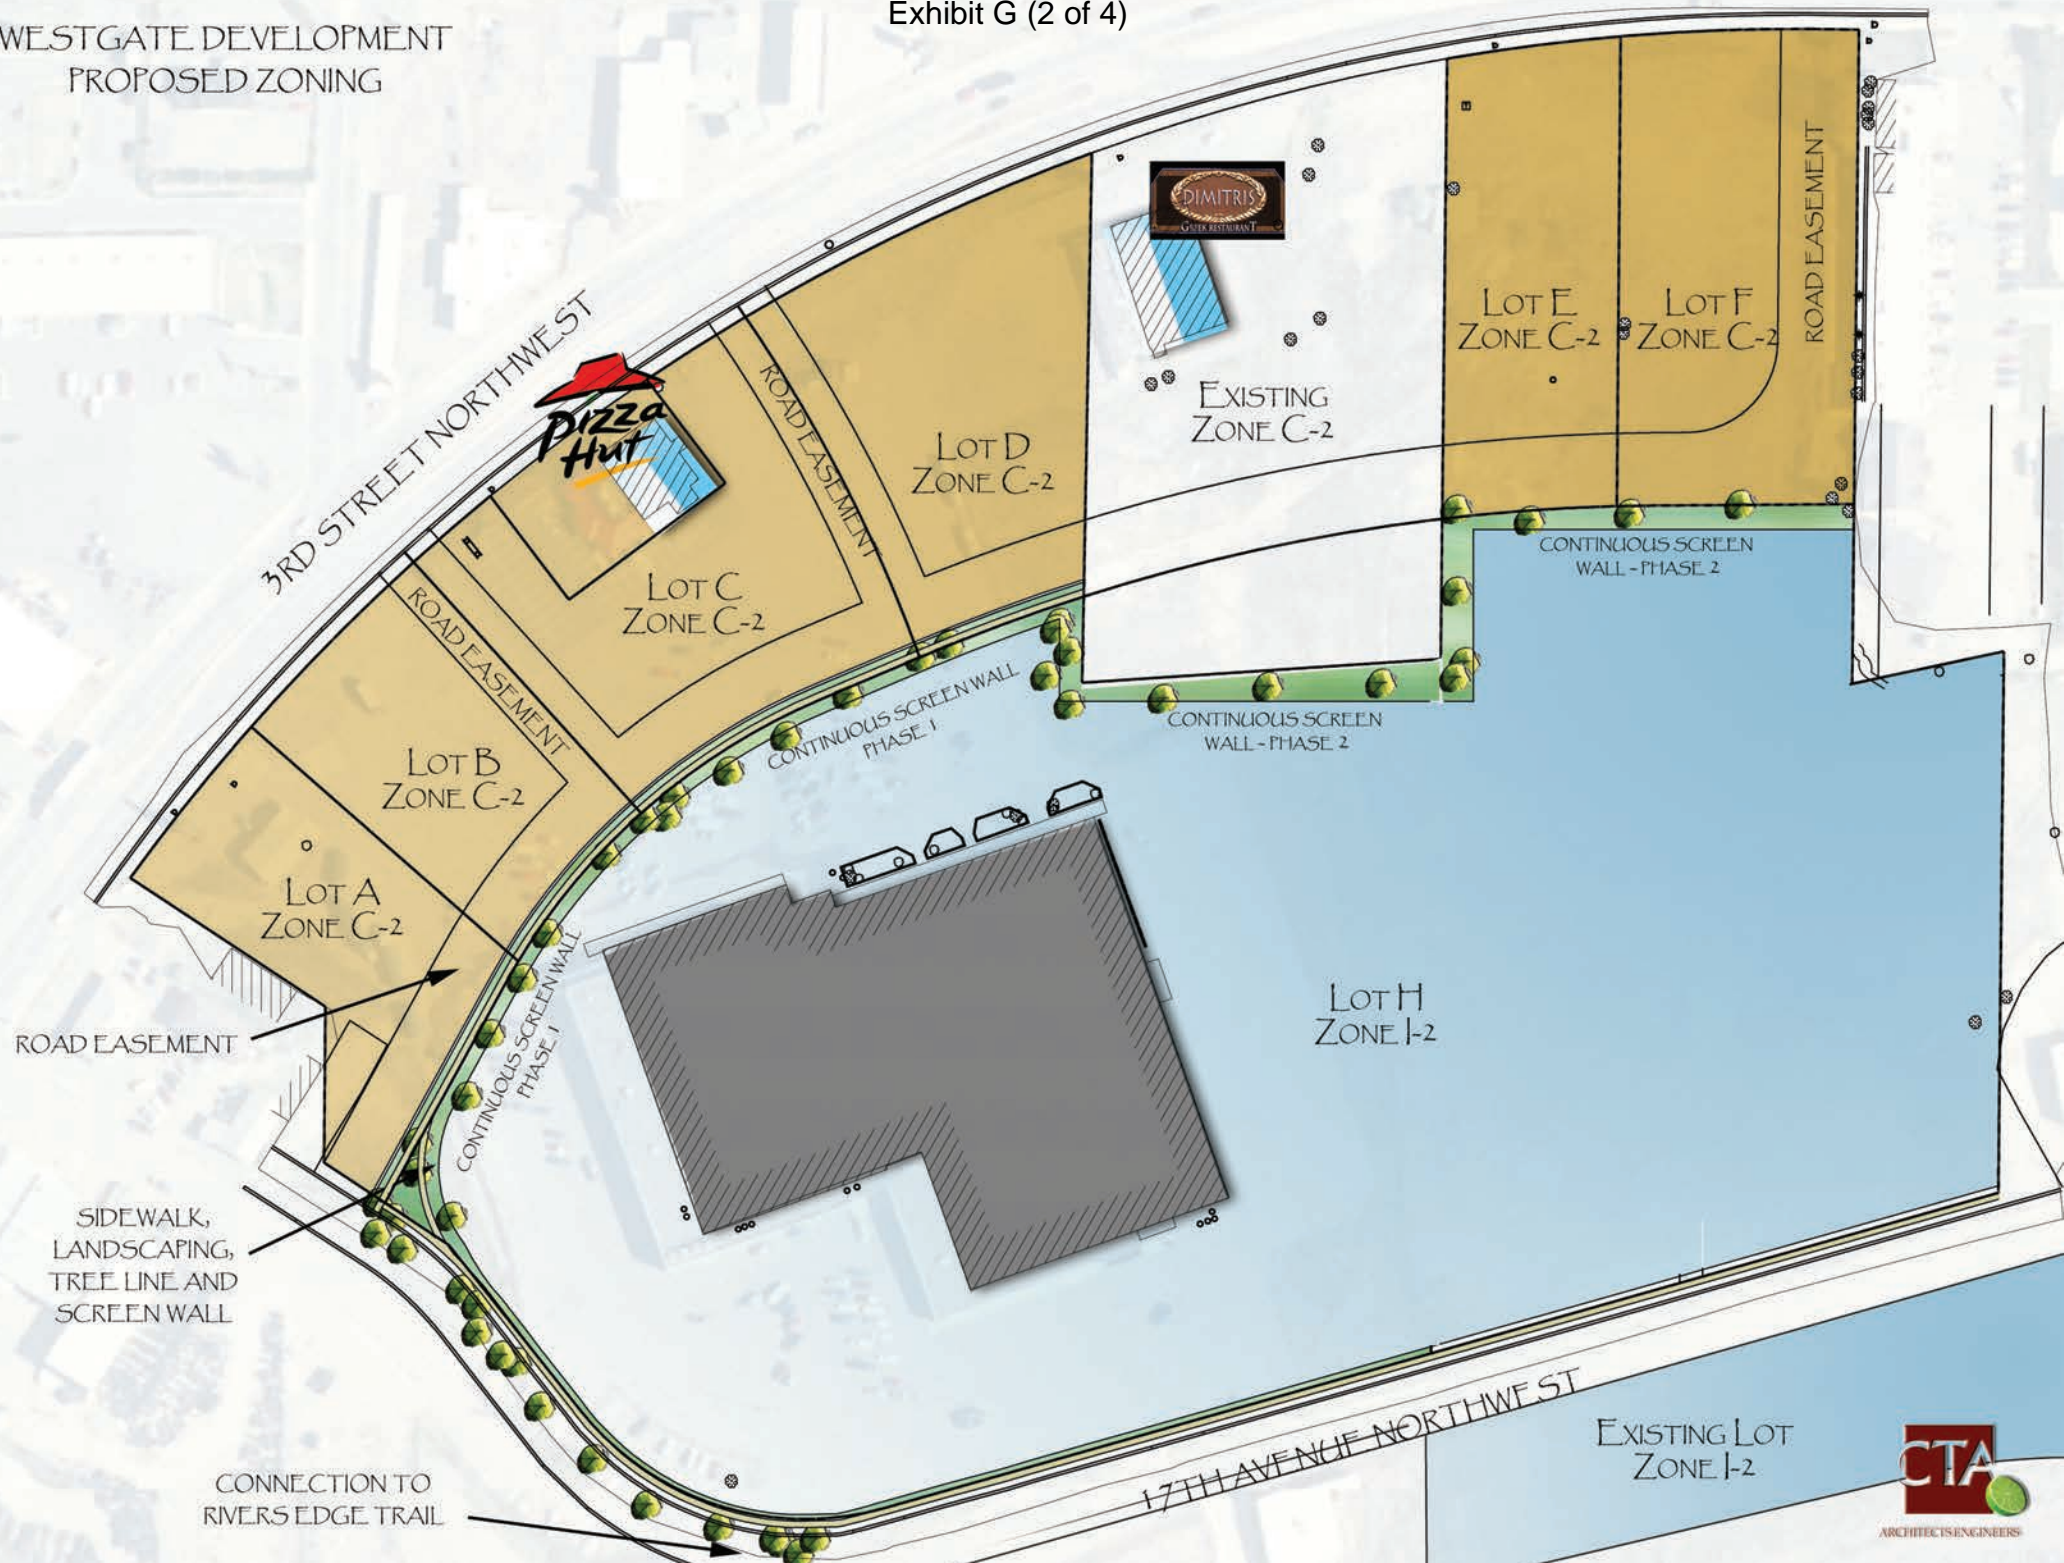 Exhibit G (2 of 4)
WESTGATE DEVELOPMENT
PROPOSED ZONING
3RD STREET NORTHWEST
DIMITRIS
GREEK RESTAURANT
Pizza
Hut
ROAD EASEMENT
LOT E
ZONE C-2
LOT F
ZONE C-2
ROAD EASEMENT
EXISTING
ZONE C-2
LOT D
ZONE C-2
LOT C
ZONE C-2
ROAD EASEMENT
CONTINUOUS SCREEN
WALL - PHASE 2
CONTINUOUS SCREEN WALL
PHASE 1
CONTINUOUS SCREEN
WALL - PHASE 2
LOT B
ZONE C-2
LOT A
ZONE C-2
ROAD EASEMENT
CONTINUOUS SCREEN WALL
PHASE 1
LOT H
ZONE I-2
SIDEWALK,
LANDSCAPING,
TREE LINE AND
SCREEN WALL
17TH AVENUE NORTHWEST
EXISTING LOT
ZONE I-2
CONNECTION TO
RIVERS EDGE TRAIL
CTA
ARCHITECTS ENGINEERS